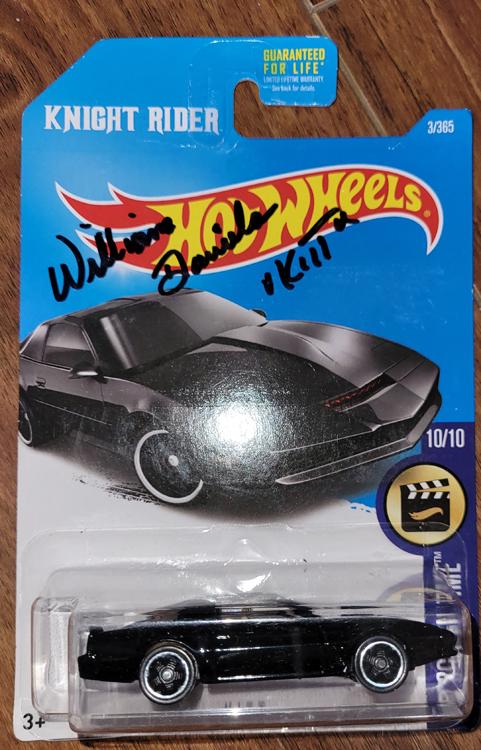 GUARANTEED
FOR LIFE*
LIMITED LIFETIME WARRANTY.
See back for details.
KNIGHT RIDER
3/365
HOT WHEELS®
William
Daniels
"KITT"
10/10
3+